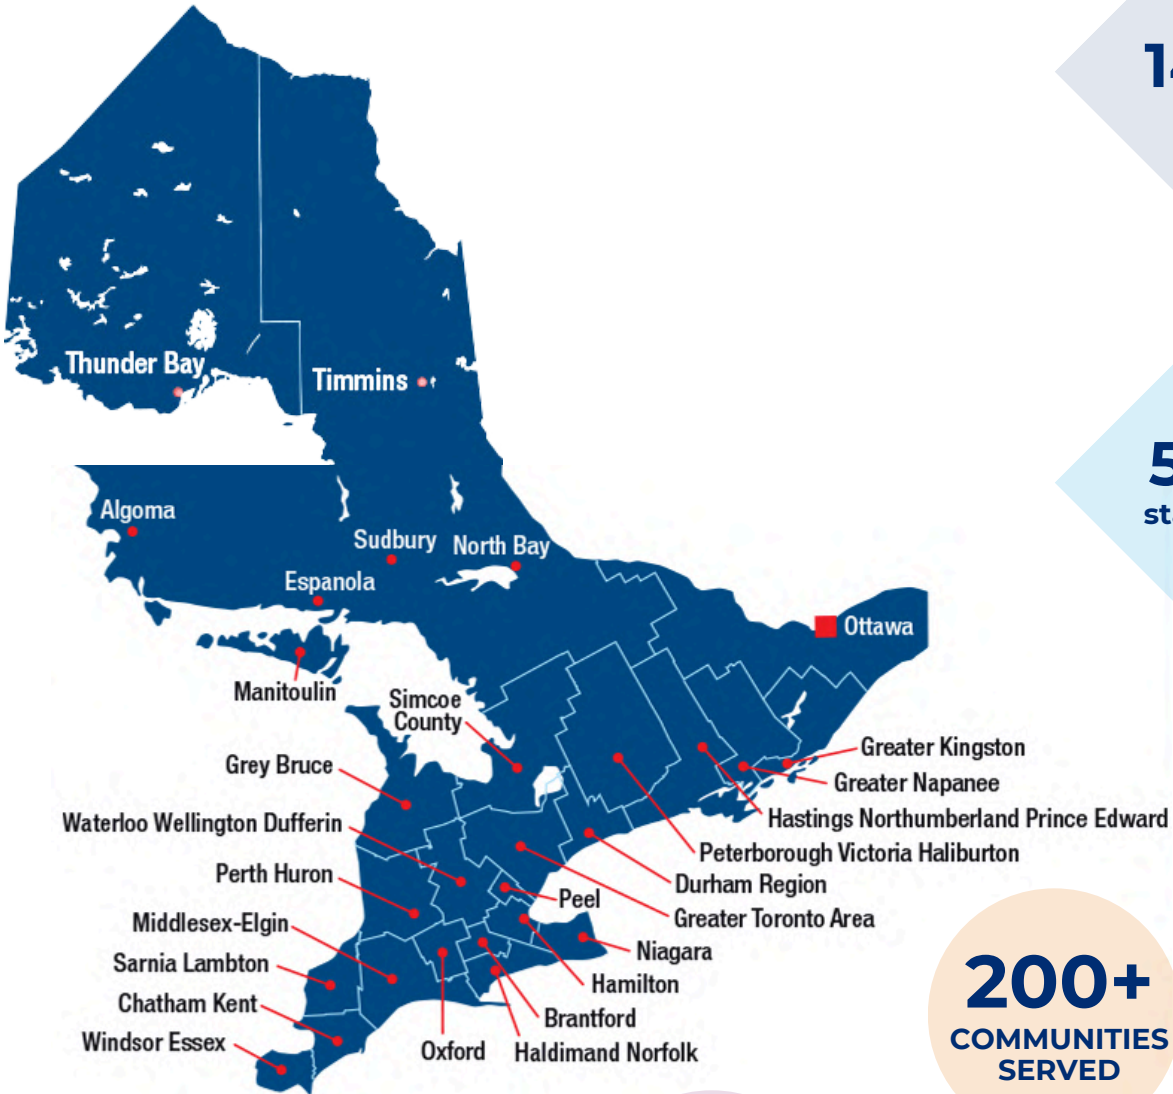 Thunder Bay
Timmins
Algoma
Sudbury
North Bay
Espanola
Ottawa
Manitoulin
Simcoe
County
Grey Bruce
Greater Kingston
Greater Napanee
Waterloo Wellington Dufferin
Hastings Northumberland Prince Edward
Peterborough Victoria Haliburton
Perth Huron
Durham Region
Peel
Greater Toronto Area
Middlesex-Elgin
Niagara
Sarnia Lambton
Hamilton
Chatham Kent
Brantford
Windsor Essex
Oxford
Haldimand Norfolk
200+
COMMUNITIES
SERVED